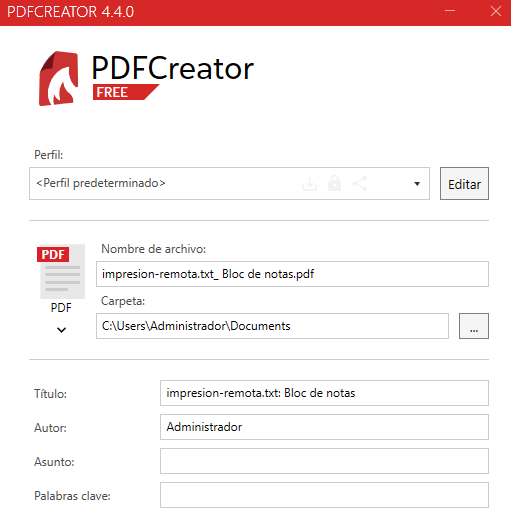 PDFCREATOR 4.4.0
PDFCreator
FREE
Perfil:
<Perfil predeterminado>
Editar
Nombre de archivo:
PDF
impresion-remota.txt_ Bloc de notas.pdf
Carpeta:
PDF
C:\Users\Administrador\Documents
...
Título:
impresion-remota.txt: Bloc de notas
Autor:
Administrador
Asunto:
Palabras clave: